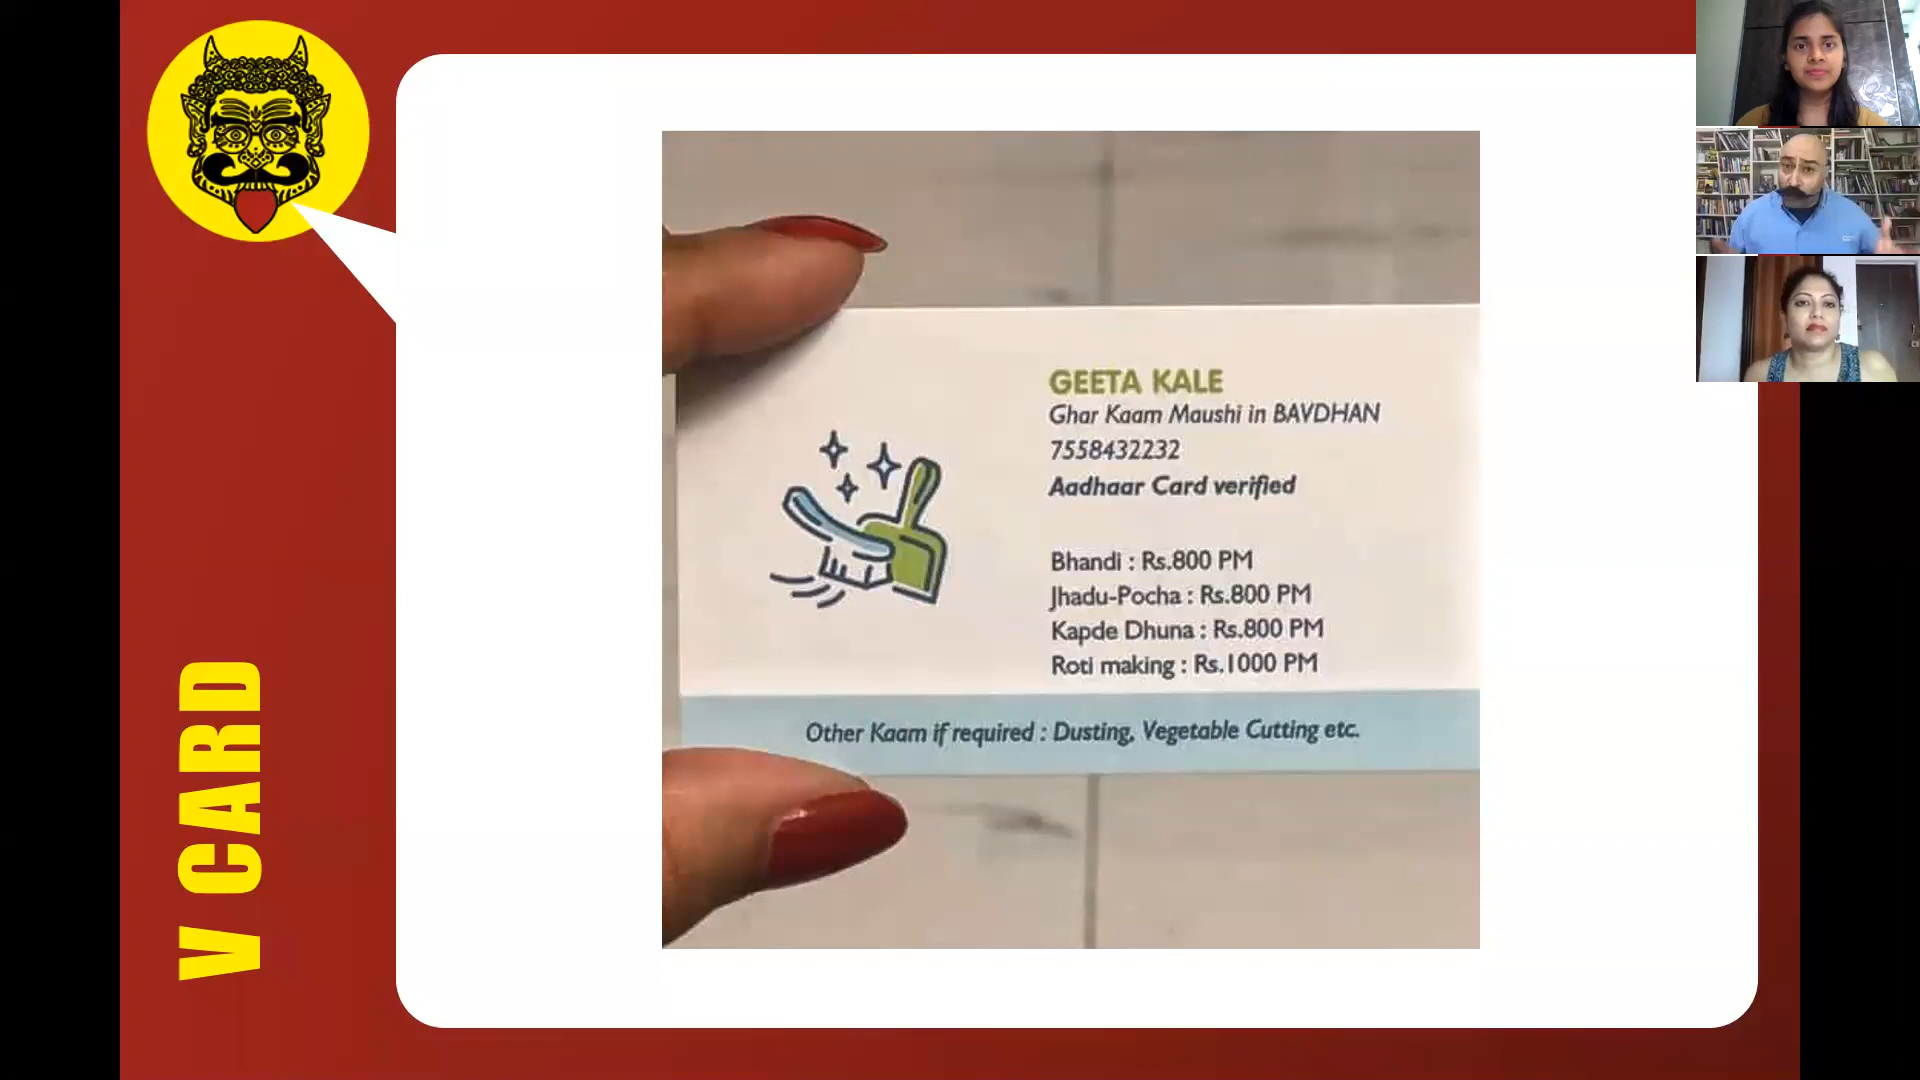 V CARD
GEETA KALE
Ghar Kaam Maushi in BAVDHAN
7558432232
Aadhaar Card verified
Bhandi : Rs.800 PM
Jhadu-Pocha : Rs.800 PM
Kapde Dhuna : Rs.800 PM
Roti making : Rs.1000 PM
Other Kaam if required : Dusting, Vegetable Cutting etc.